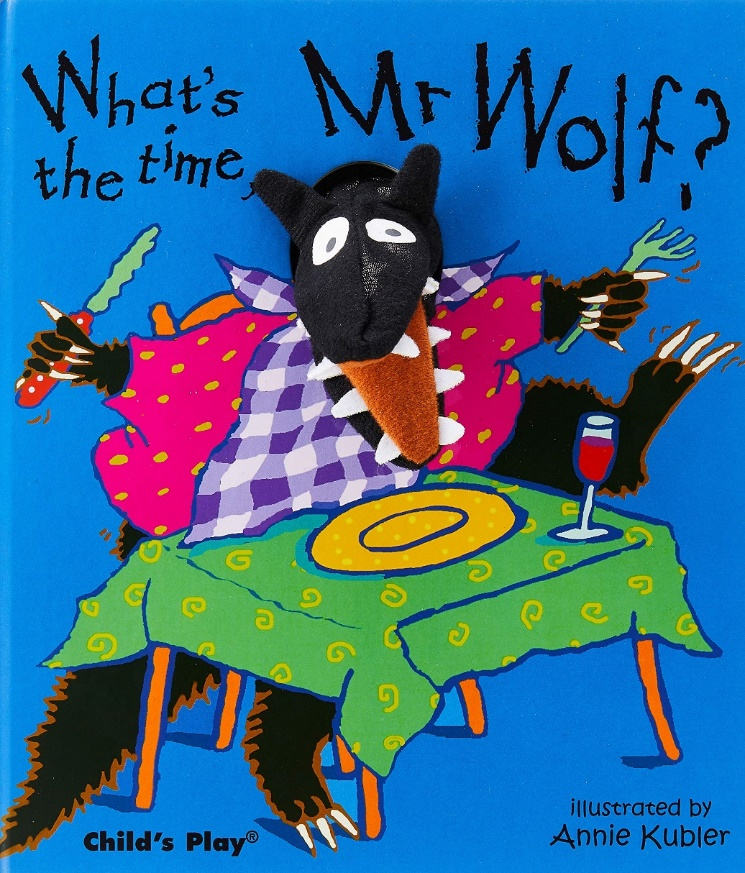 What's
the time,
Mr Wolf?
Child's Play®
illustrated by
Annie Kubler